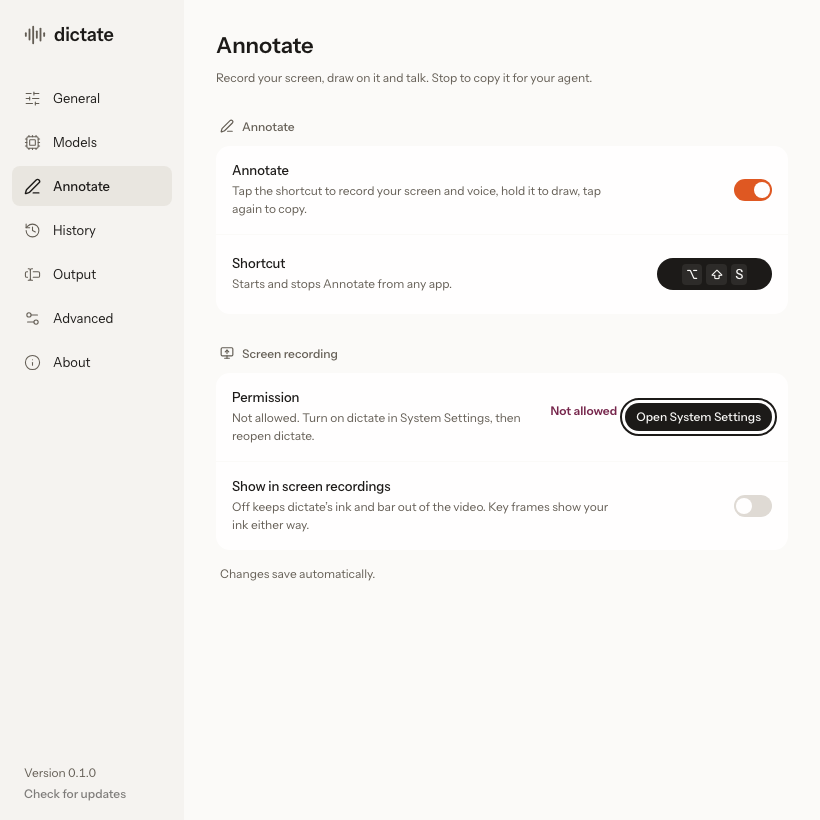 dictate
General
Models
Annotate
History
Output
Advanced
About
Version 0.1.0
Check for updates
Annotate
Record your screen, draw on it and talk. Stop to copy it for your agent.
Annotate
Annotate
Tap the shortcut to record your screen and voice, hold it to draw, tap
again to copy.
Shortcut
Starts and stops Annotate from any app.
⌥ ⇧ S
Screen recording
Permission
Not allowed. Turn on dictate in System Settings, then
reopen dictate.
Not allowed
Open System Settings
Show in screen recordings
Off keeps dictate's ink and bar out of the video. Key frames show your
ink either way.
Changes save automatically.